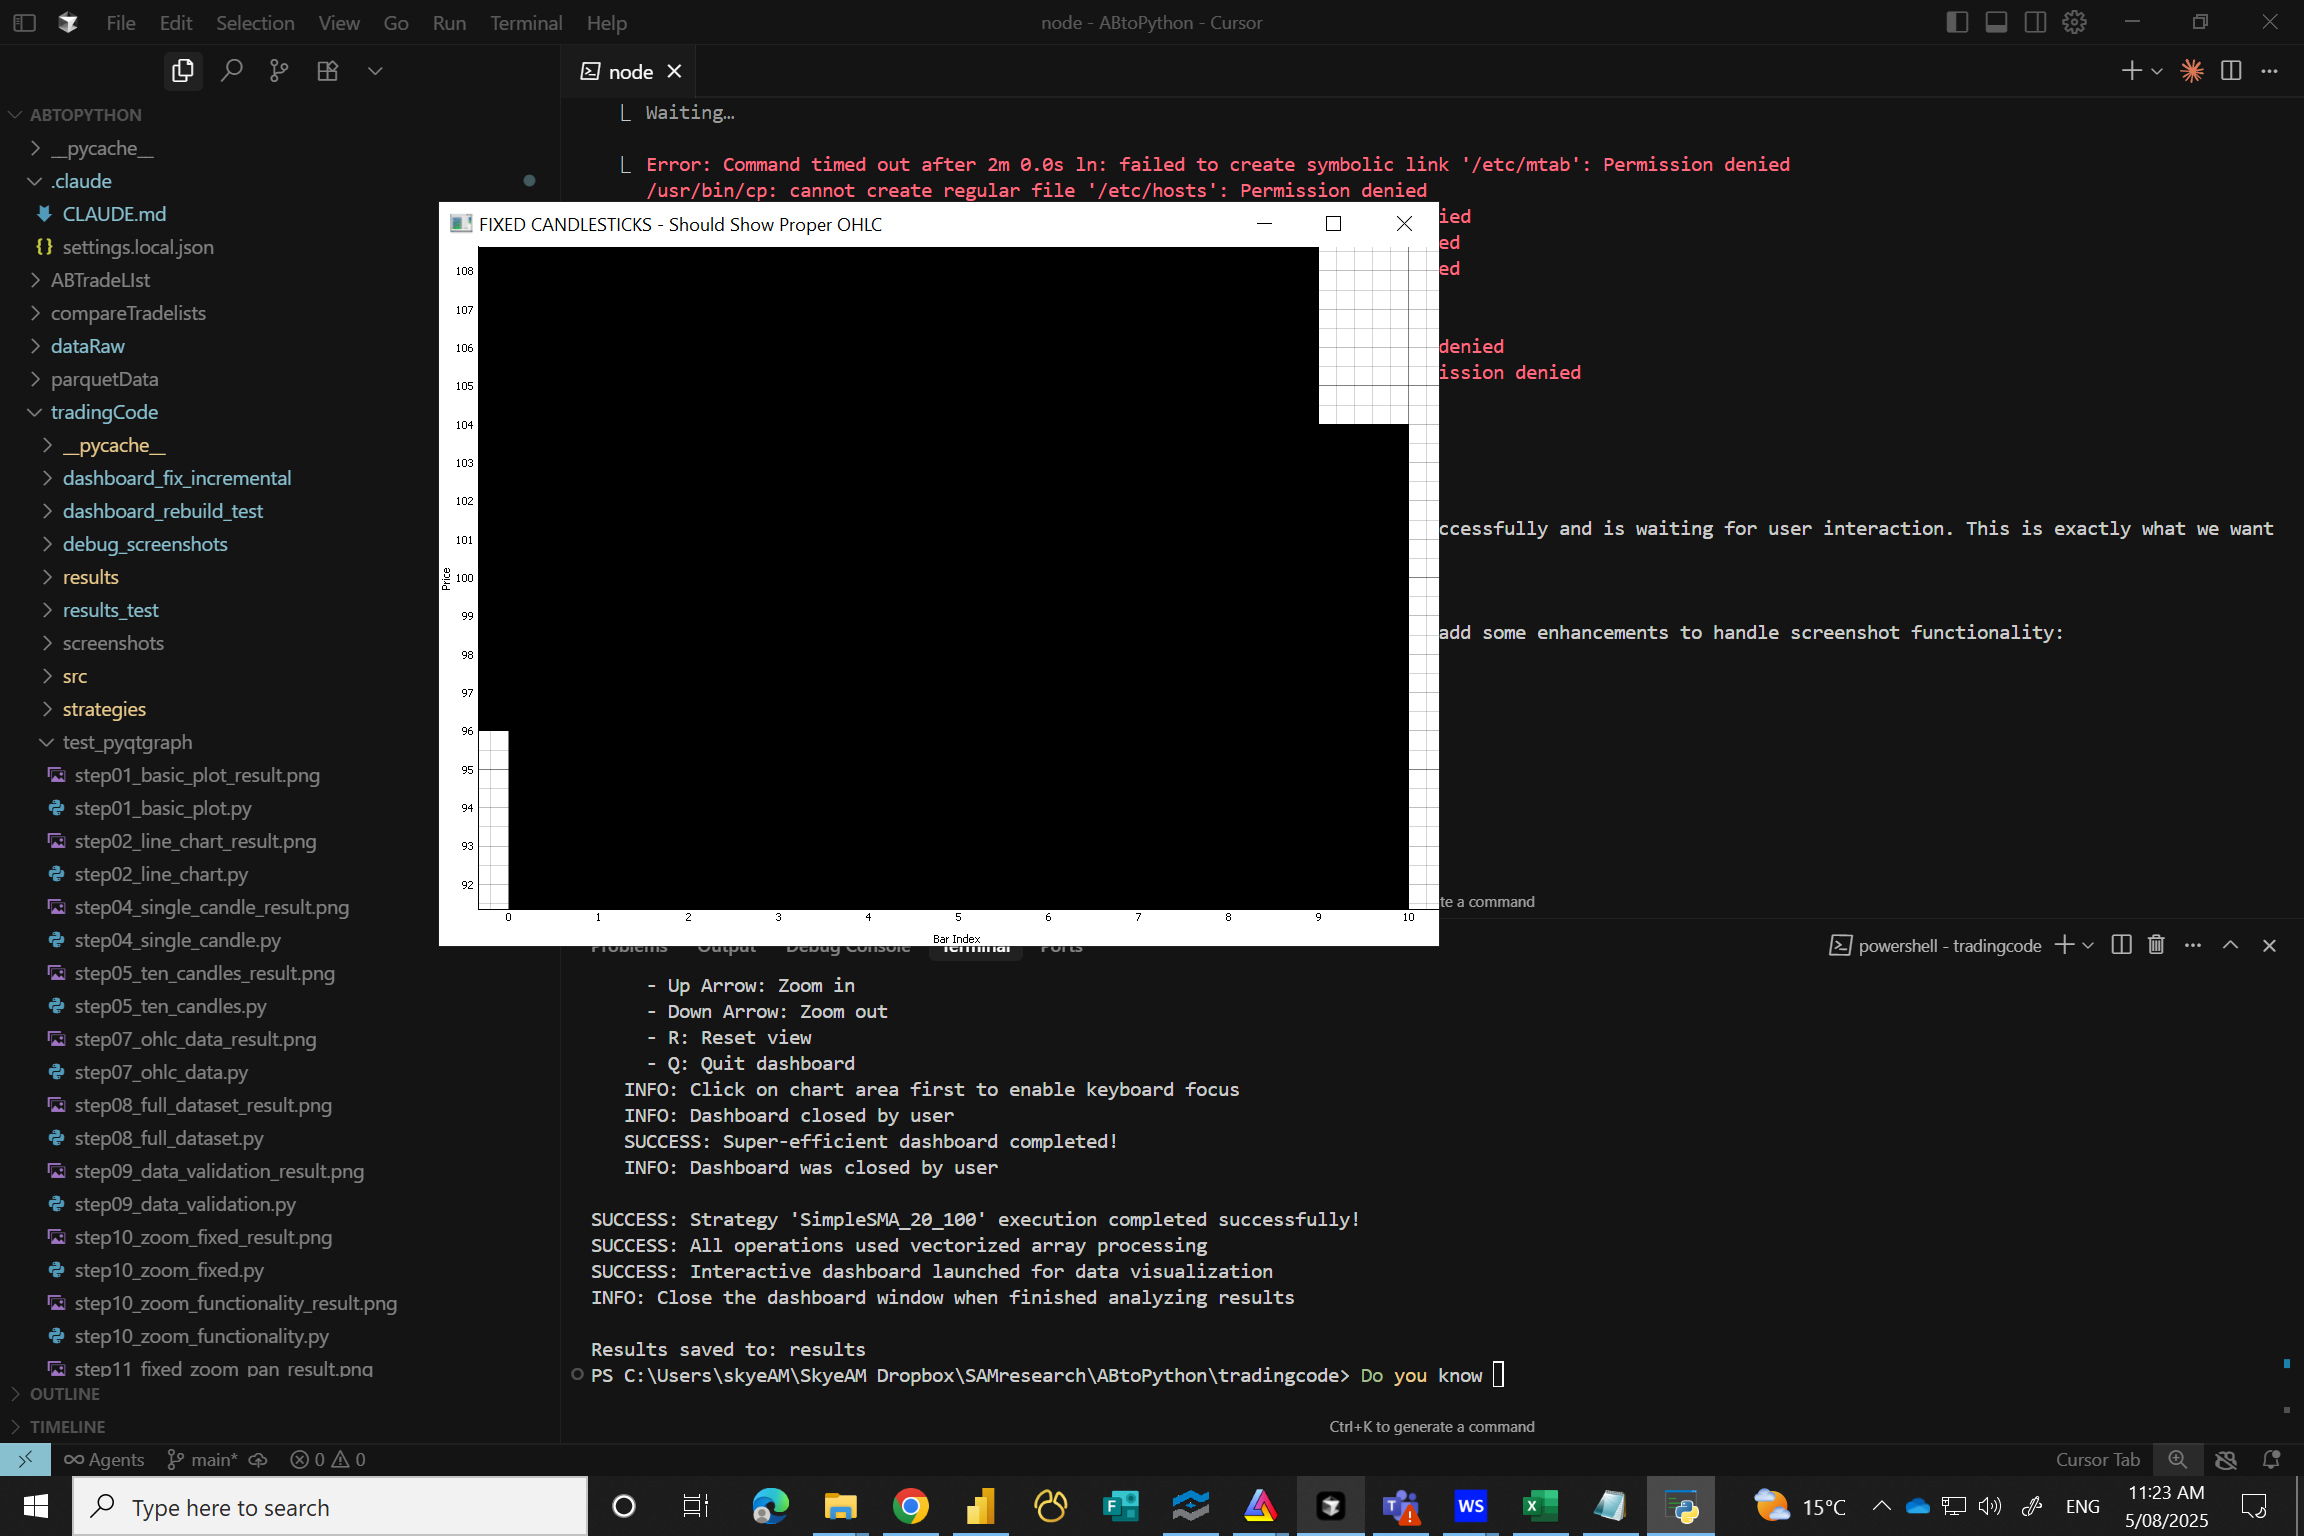 File Edit Selection View Go Run Terminal Help
node - ABtoPython - Cursor
node
ABTOPYTHON
__pycache__
.claude
CLAUDE.md
{} settings.local.json
ABTradeLIst
compareTradelists
dataRaw
parquetData
tradingCode
__pycache__
dashboard_fix_incremental
dashboard_rebuild_test
debug_screenshots
results
results_test
screenshots
src
strategies
test_pyqtgraph
step01_basic_plot_result.png
step01_basic_plot.py
step02_line_chart_result.png
step02_line_chart.py
step04_single_candle_result.png
step04_single_candle.py
step05_ten_candles_result.png
step05_ten_candles.py
step07_ohlc_data_result.png
step07_ohlc_data.py
step08_full_dataset_result.png
step08_full_dataset.py
step09_data_validation_result.png
step09_data_validation.py
step10_zoom_fixed_result.png
step10_zoom_fixed.py
step10_zoom_functionality_result.png
step10_zoom_functionality.py
step11_fixed_zoom_pan_result.png
OUTLINE
TIMELINE
Waiting…
Error: Command timed out after 2m 0.0s ln: failed to create symbolic link '/etc/mtab': Permission denied
/usr/bin/cp: cannot create regular file '/etc/hosts': Permission denied
ied
ed
ed
denied
ission denied
ccessfully and is waiting for user interaction. This is exactly what we want
add some enhancements to handle screenshot functionality:
te a command
FIXED CANDLESTICKS - Should Show Proper OHLC
108
107
106
105
104
103
102
101
100
99
98
97
96
95
94
93
92
Price
0 1 2 3 4 5 6 7 8 9 10
Bar Index
Problems Output Debug Console Terminal Ports
powershell - tradingcode
- Up Arrow: Zoom in
- Down Arrow: Zoom out
- R: Reset view
- Q: Quit dashboard
INFO: Click on chart area first to enable keyboard focus
INFO: Dashboard closed by user
SUCCESS: Super-efficient dashboard completed!
INFO: Dashboard was closed by user
SUCCESS: Strategy 'SimpleSMA_20_100' execution completed successfully!
SUCCESS: All operations used vectorized array processing
SUCCESS: Interactive dashboard launched for data visualization
INFO: Close the dashboard window when finished analyzing results
Results saved to: results
PS C:\Users\skyeAM\SkyeAM Dropbox\SAMresearch\ABtoPython\tradingcode> Do you know
Ctrl+K to generate a command
Agents main* 0 0
Cursor Tab
Type here to search
WS
15°C
ENG
11:23 AM
5/08/2025